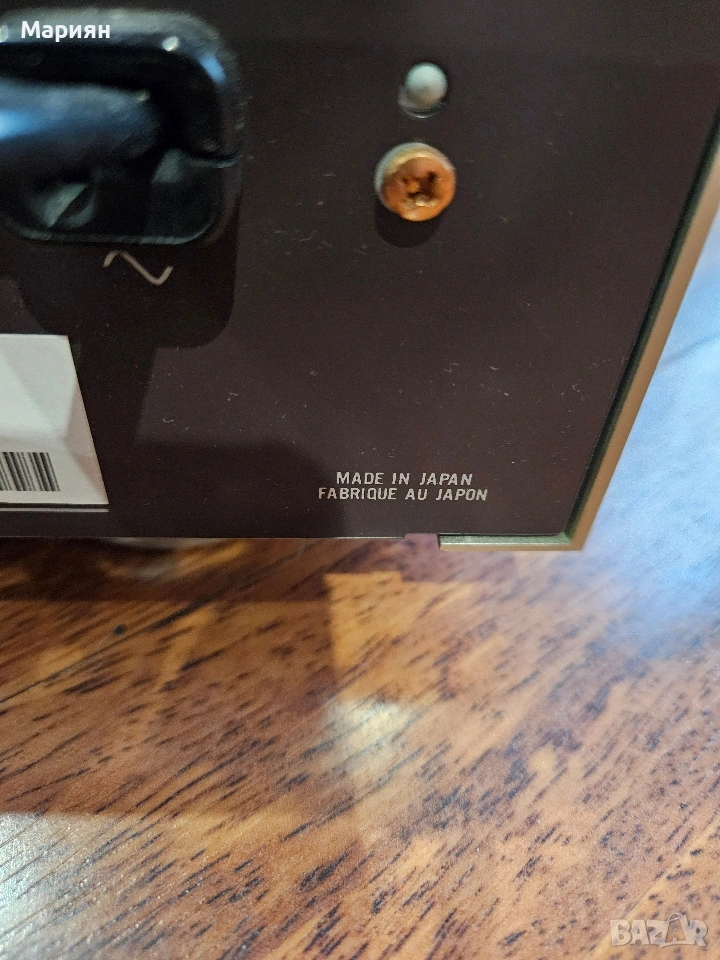 Мариян
MADE IN JAPAN
FABRIQUE AU JAPON
BAZAR